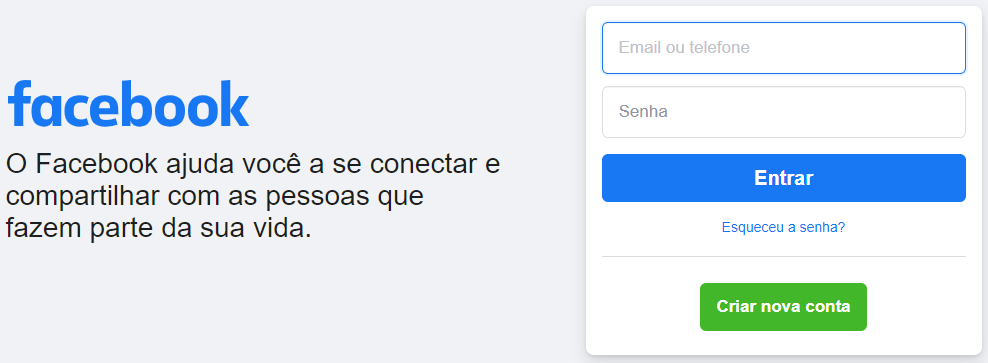 facebook
O Facebook ajuda você a se conectar e
compartilhar com as pessoas que
fazem parte da sua vida.
Email ou telefone
Senha
Entrar
Esqueceu a senha?
Criar nova conta